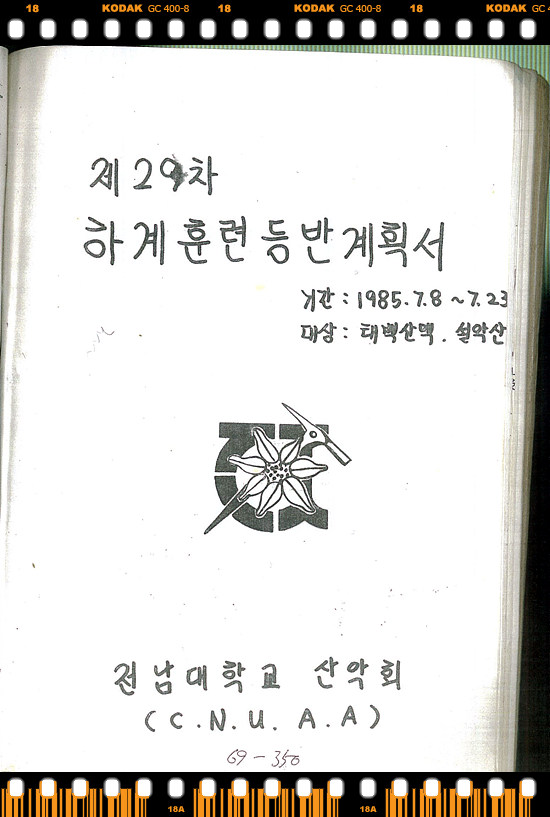 18 KODAK GC 400-8 18 KODAK GC 400-8 KODAK GC 4
제 29차
하계훈련등반계획서
기간 : 1985. 7. 8 ~ 7. 23
대상 : 태백산맥 . 설악산
전남대학교 산악회
(C.N.U. A.A)
69 - 350
18A 18A